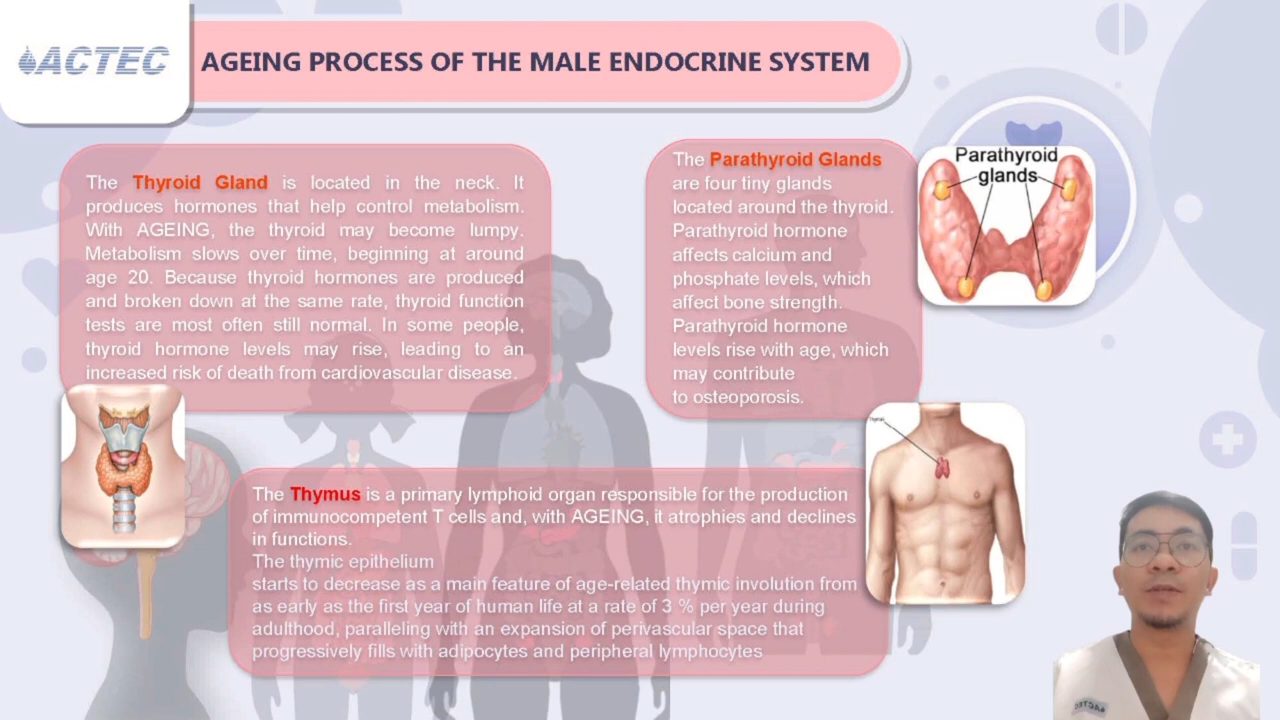 ACTEC
AGEING PROCESS OF THE MALE ENDOCRINE SYSTEM
The Thyroid Gland is located in the neck. It
produces hormones that help control metabolism.
With AGEING, the thyroid may become lumpy.
Metabolism slows over time, beginning at around
age 20. Because thyroid hormones are produced
and broken down at the same rate, thyroid function
tests are most often still normal. In some people,
thyroid hormone levels may rise, leading to an
increased risk of death from cardiovascular disease.
The Parathyroid Glands
are four tiny glands
located around the thyroid.
Parathyroid hormone
affects calcium and
phosphate levels, which
affect bone strength.
Parathyroid hormone
levels rise with age, which
may contribute
to osteoporosis.
Parathyroid
glands
Thymus
The Thymus is a primary lymphoid organ responsible for the production
of immunocompetent T cells and, with AGEING, it atrophies and declines
in functions.
The thymic epithelium
starts to decrease as a main feature of age-related thymic involution from
as early as the first year of human life at a rate of 3 % per year during
adulthood, paralleling with an expansion of perivascular space that
progressively fills with adipocytes and peripheral lymphocytes
ACTEC